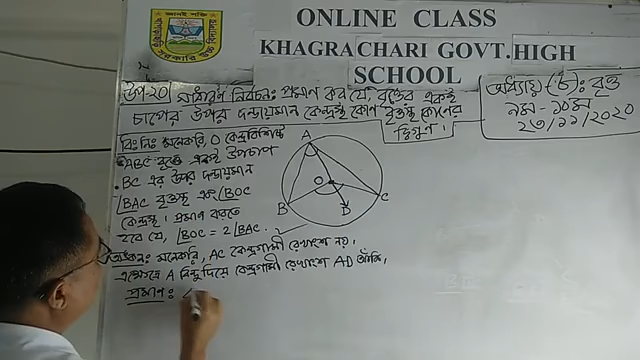 ONLINE CLASS
KHAGRACHARI GOVT. HIGH
SCHOOL
উপ-২০| সাধারণ নির্বচন: প্রমাণ কর যে বৃত্তের একই
চাপের উপর দন্ডায়মান কেন্দ্রস্থ কোণ বৃত্তস্থ কোণের
দ্বিগুণ।
অধ্যায় (৮): বৃত্ত
৯ম - ১০ম
২৩/১১/২০২০
বিঃ নিঃ মনেকরি, O কেন্দ্রবিশিষ্ট
ABC বৃত্তে একই উপচাপ
BC এর উপর দন্ডায়মান
∠BAC বৃত্তস্থ এবং ∠BOC
কেন্দ্রস্থ। প্রমাণ করতে
হবে যে, ∠BOC = 2 ∠BAC.
A
O
B
D
C
অঙ্কন: মনেকরি, AC কেন্দ্রগামী রেখাংশ নয়।
এক্ষেত্রে A বিন্দু দিয়ে কেন্দ্রগামী রেখাংশ AD আঁকি।
প্রমাণ: